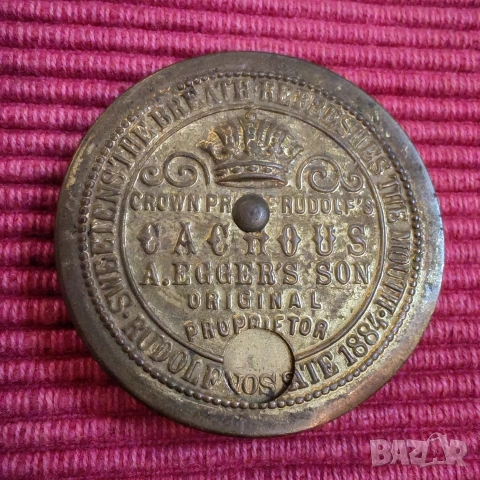 SWEETENS THE BREATH REFRESHES THE MOUTH
CROWN PR E RUDOLF'S
CACHOUS
A. EGGER'S SON
ORIGINAL
PROPRIETOR
RUDOLF 1884
BAZAR